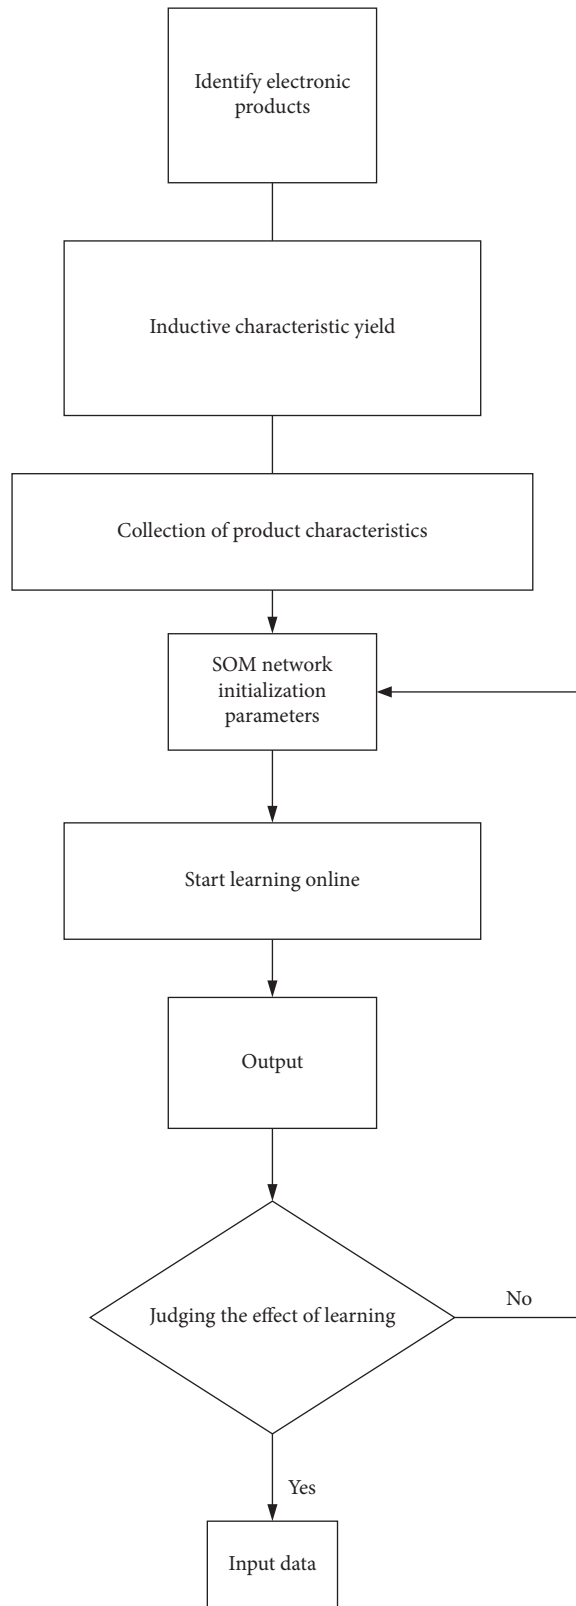 Identify electronic
products
Inductive characteristic yield
Collection of product characteristics
SOM network
initialization
parameters
Start learning online
Output
Judging the effect of learning
No
Yes
Input data